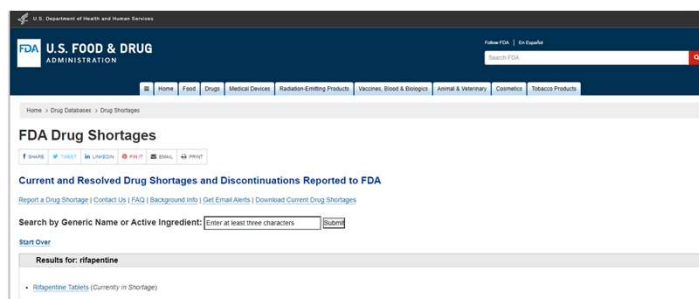 U.S. Department of Health and Human Services
FDA U.S. FOOD & DRUG
ADMINISTRATION
Follow FDA | En Español
Search FDA
Home Food Drugs Medical Devices Radiation-Emitting Products Vaccines, Blood & Biologics Animal & Veterinary Cosmetics Tobacco Products
Home > Drug Databases > Drug Shortages
FDA Drug Shortages
f SHARE TWEET in LINKEDIN PIN IT EMAIL PRINT
Current and Resolved Drug Shortages and Discontinuations Reported to FDA
Report a Drug Shortage | Contact Us | FAQ | Background Info | Get Email Alerts | Download Current Drug Shortages
Search by Generic Name or Active Ingredient: Enter at least three characters Submit
Start Over
Results for: rifapentine
• Rifapentine Tablets (Currently in Shortage)